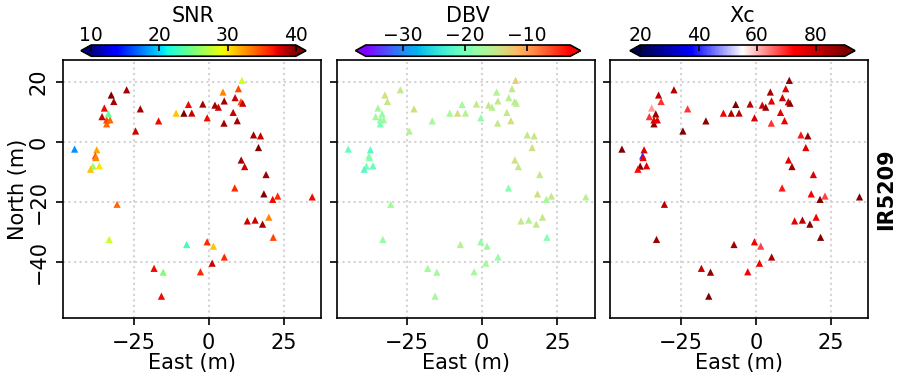 SNR DBV Xc
10 20 30 40 −30 −20 −10 20 40 60 80
20
0
−20
−40
North (m)
IR5209
−25 0 25 −25 0 25 −25 0 25
East (m) East (m) East (m)